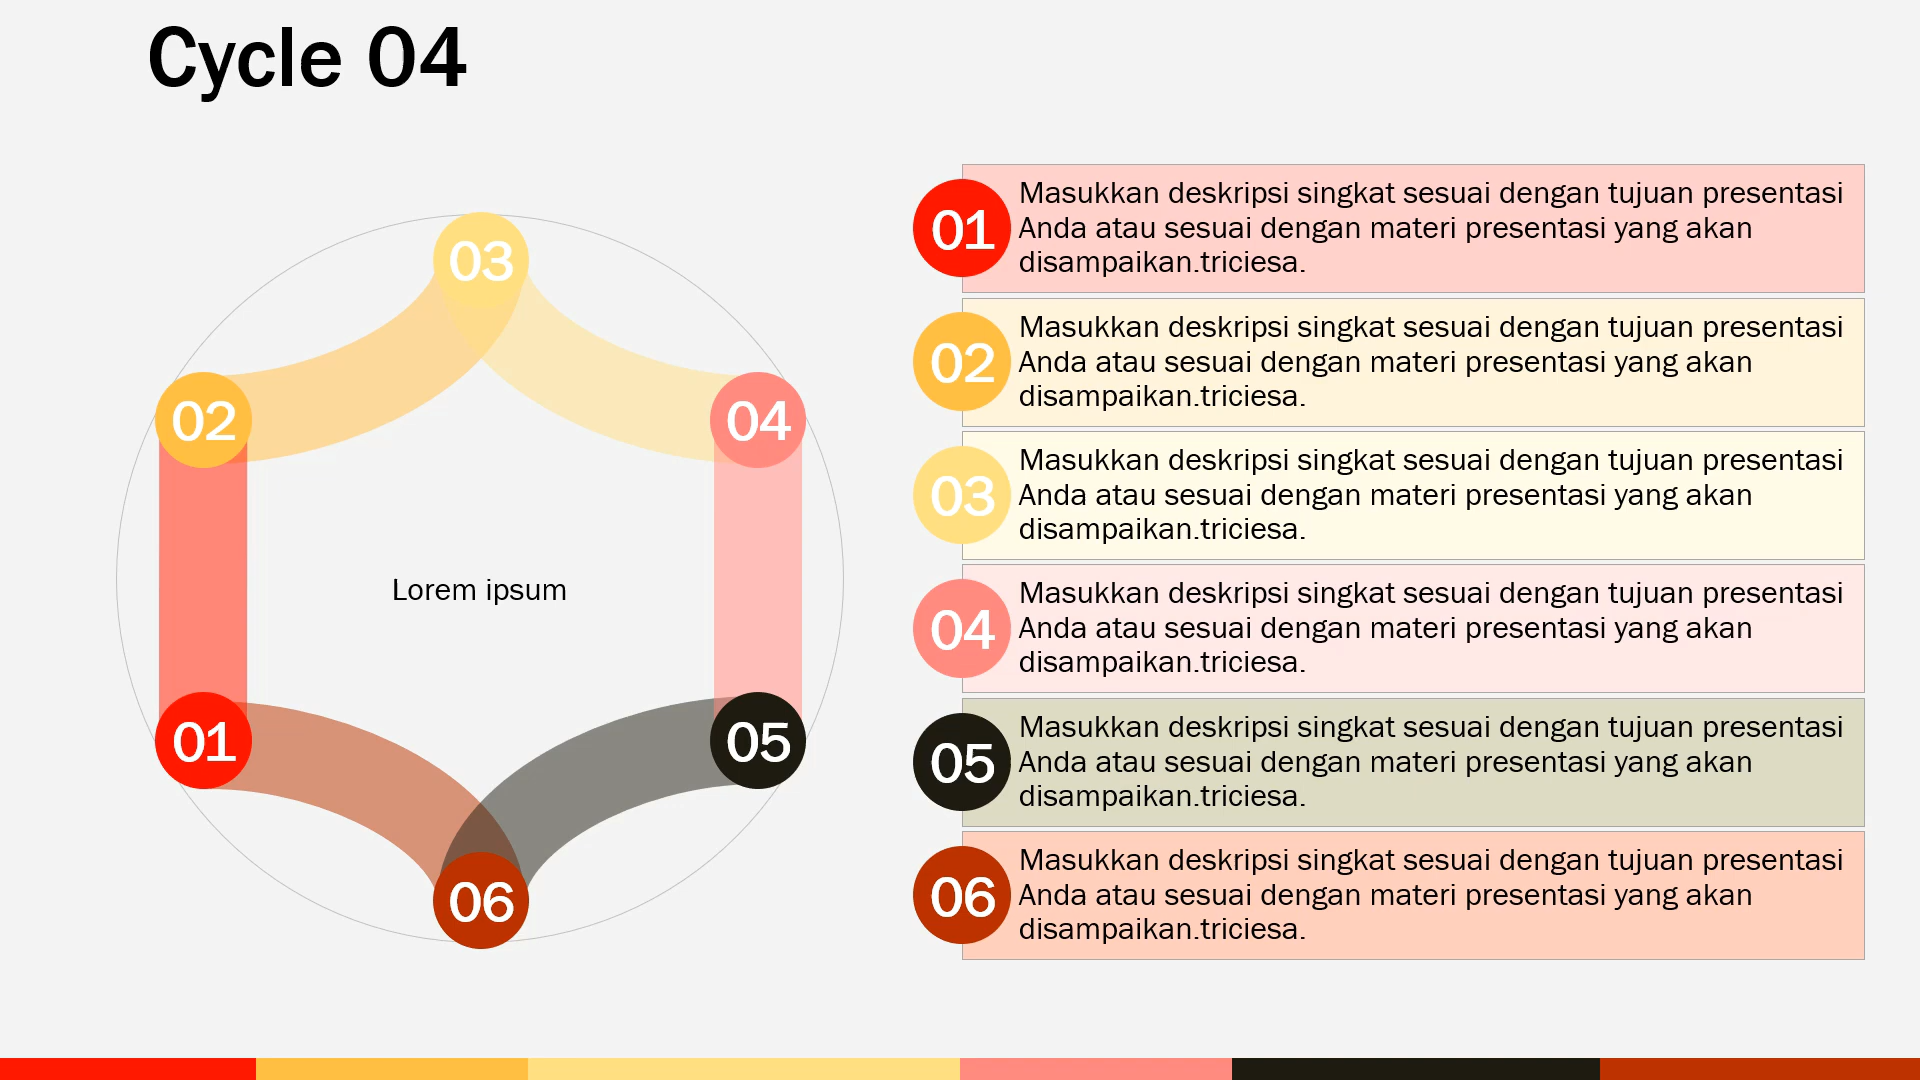 Cycle 04
03
02
04
Lorem ipsum
01
05
06
01
Masukkan deskripsi singkat sesuai dengan tujuan presentasi
Anda atau sesuai dengan materi presentasi yang akan
disampaikan.triciesa.
02
Masukkan deskripsi singkat sesuai dengan tujuan presentasi
Anda atau sesuai dengan materi presentasi yang akan
disampaikan.triciesa.
03
Masukkan deskripsi singkat sesuai dengan tujuan presentasi
Anda atau sesuai dengan materi presentasi yang akan
disampaikan.triciesa.
04
Masukkan deskripsi singkat sesuai dengan tujuan presentasi
Anda atau sesuai dengan materi presentasi yang akan
disampaikan.triciesa.
05
Masukkan deskripsi singkat sesuai dengan tujuan presentasi
Anda atau sesuai dengan materi presentasi yang akan
disampaikan.triciesa.
06
Masukkan deskripsi singkat sesuai dengan tujuan presentasi
Anda atau sesuai dengan materi presentasi yang akan
disampaikan.triciesa.